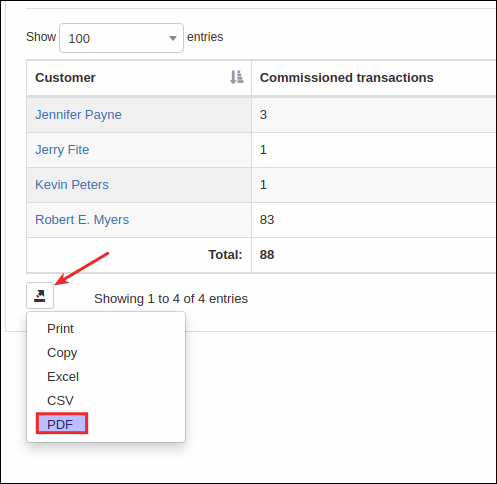 Show 100 entries
Customer Commissioned transactions
Jennifer Payne 3
Jerry Fite 1
Kevin Peters 1
Robert E. Myers 83
Total: 88
Showing 1 to 4 of 4 entries
Print
Copy
Excel
CSV
PDF